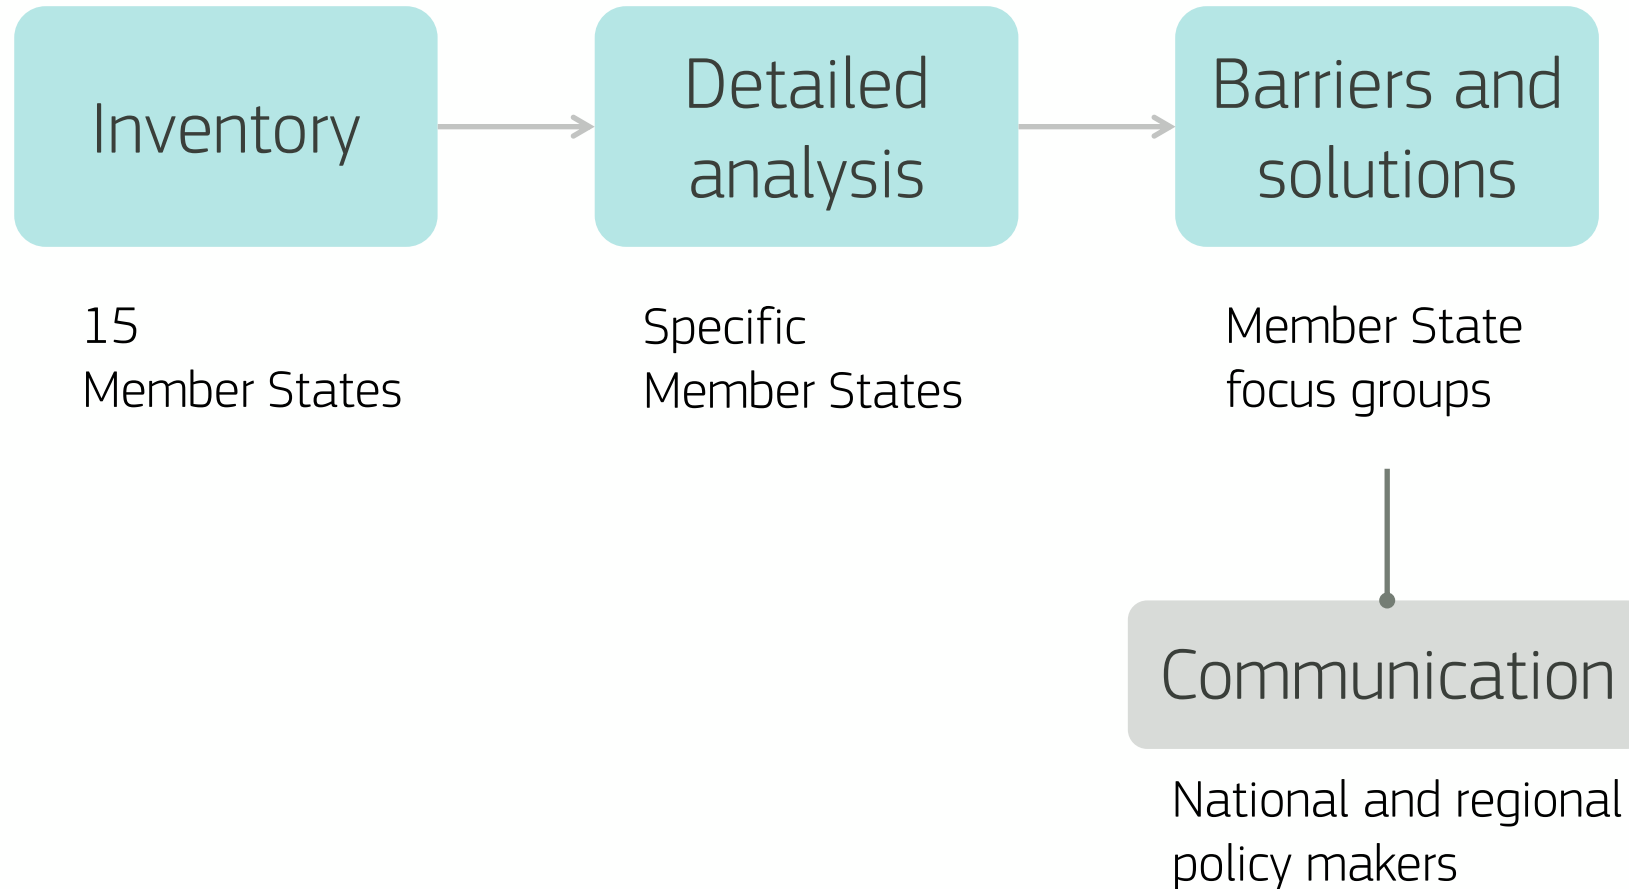 Inventory
Detailed
analysis
Barriers and
solutions
15
Member States
Specific
Member States
Member State
focus groups
Communication
National and regional
policy makers